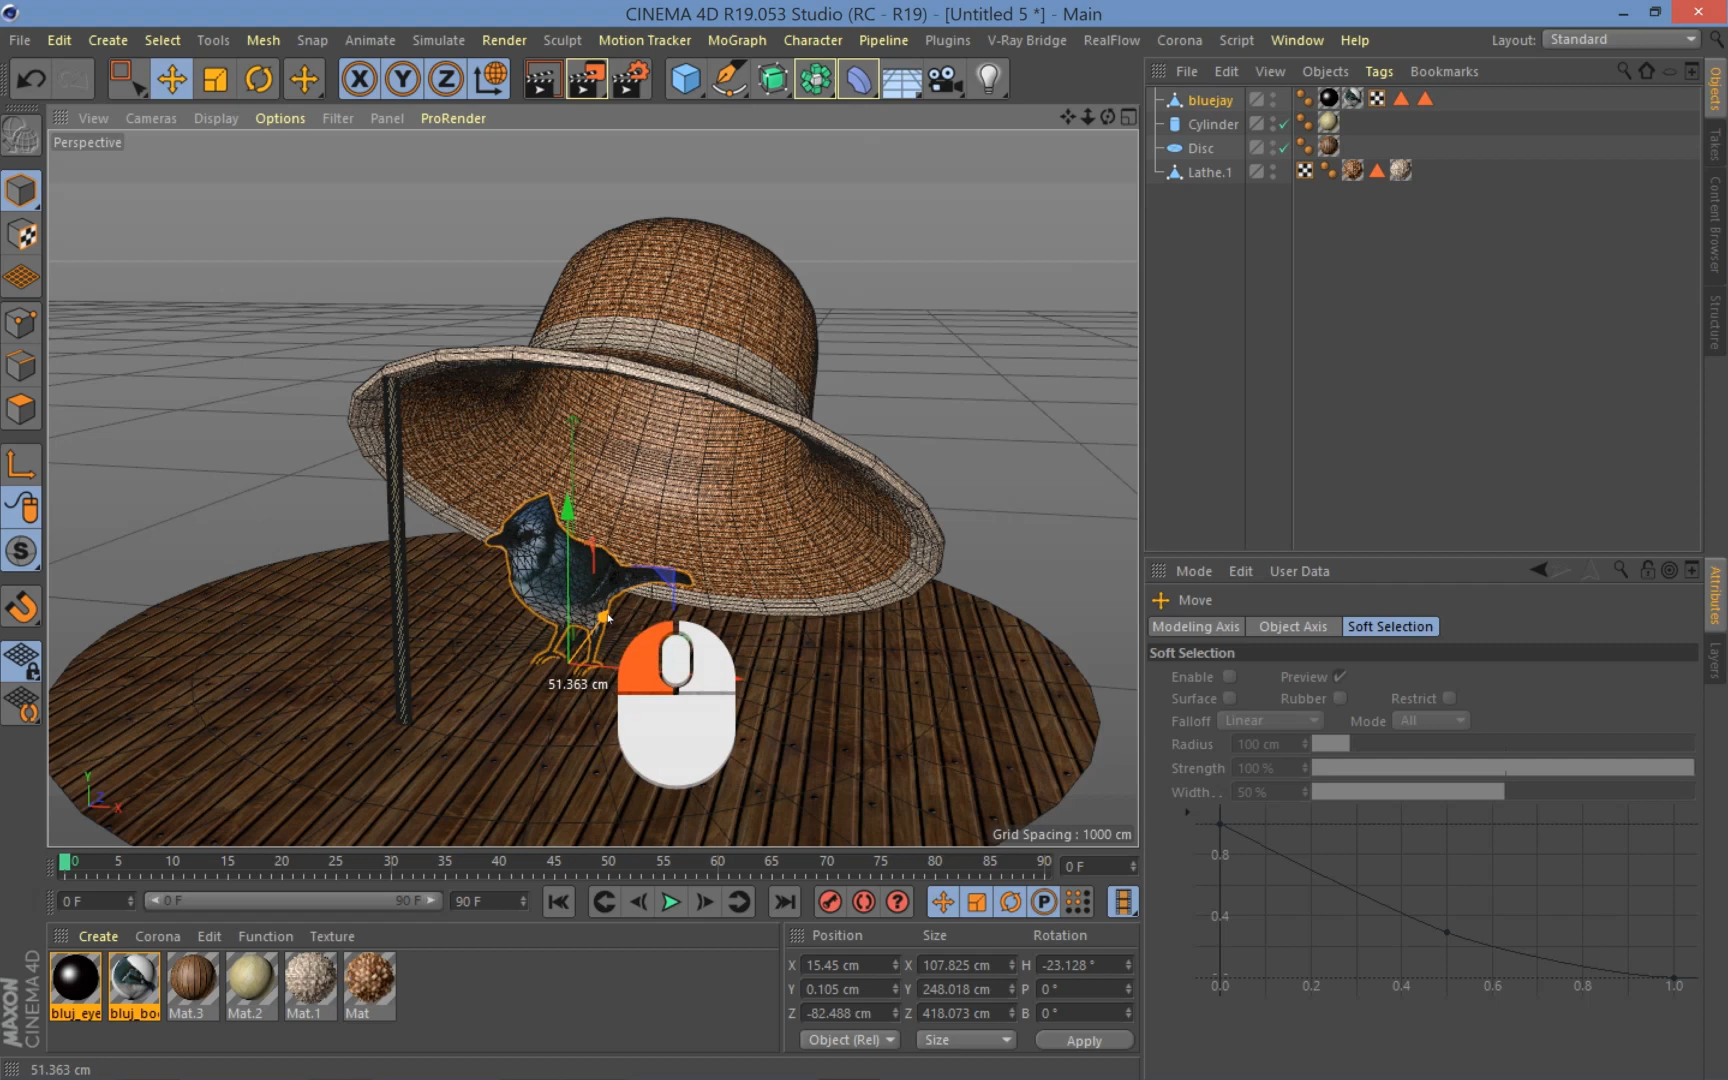 CINEMA 4D R19.053 Studio (RC - R19) - [Untitled 5 *] - Main
File Edit Create Select Tools Mesh Snap Animate Simulate Render Sculpt Motion Tracker MoGraph Character Pipeline Plugins V-Ray Bridge RealFlow Corona Script Window Help Layout: Standard
X Y Z
File Edit View Objects Tags Bookmarks
View Cameras Display Options Filter Panel ProRender
Perspective
bluejay
Cylinder
Disc
Lathe.1
Objects
Takes
Content Browser
Structure
51.363 cm
Y
Z
X
Grid Spacing : 1000 cm
Mode Edit User Data
Move
Modeling Axis Object Axis Soft Selection
Soft Selection
Enable Preview
Surface Rubber Restrict
Falloff Linear Mode All
Radius 100 cm
Strength 100 %
Width . . 50 %
0.8
0.4
0.0 0.2 0.4 0.6 0.8 1.0
Attributes
Layers
S
0 5 10 15 20 25 30 35 40 45 50 55 60 65 70 75 80 85 90 0 F
0 F 0 F 90 F 90 F ? P
Create Corona Edit Function Texture
bluj_eye bluj_bo Mat.3 Mat.2 Mat.1 Mat
Position Size Rotation
X 15.45 cm X 107.825 cm H -23.128 °
Y 0.105 cm Y 248.018 cm P 0 °
Z -82.488 cm Z 418.073 cm B 0 °
Object (Rel) Size Apply
MAXON
CINEMA 4D
51.363 cm